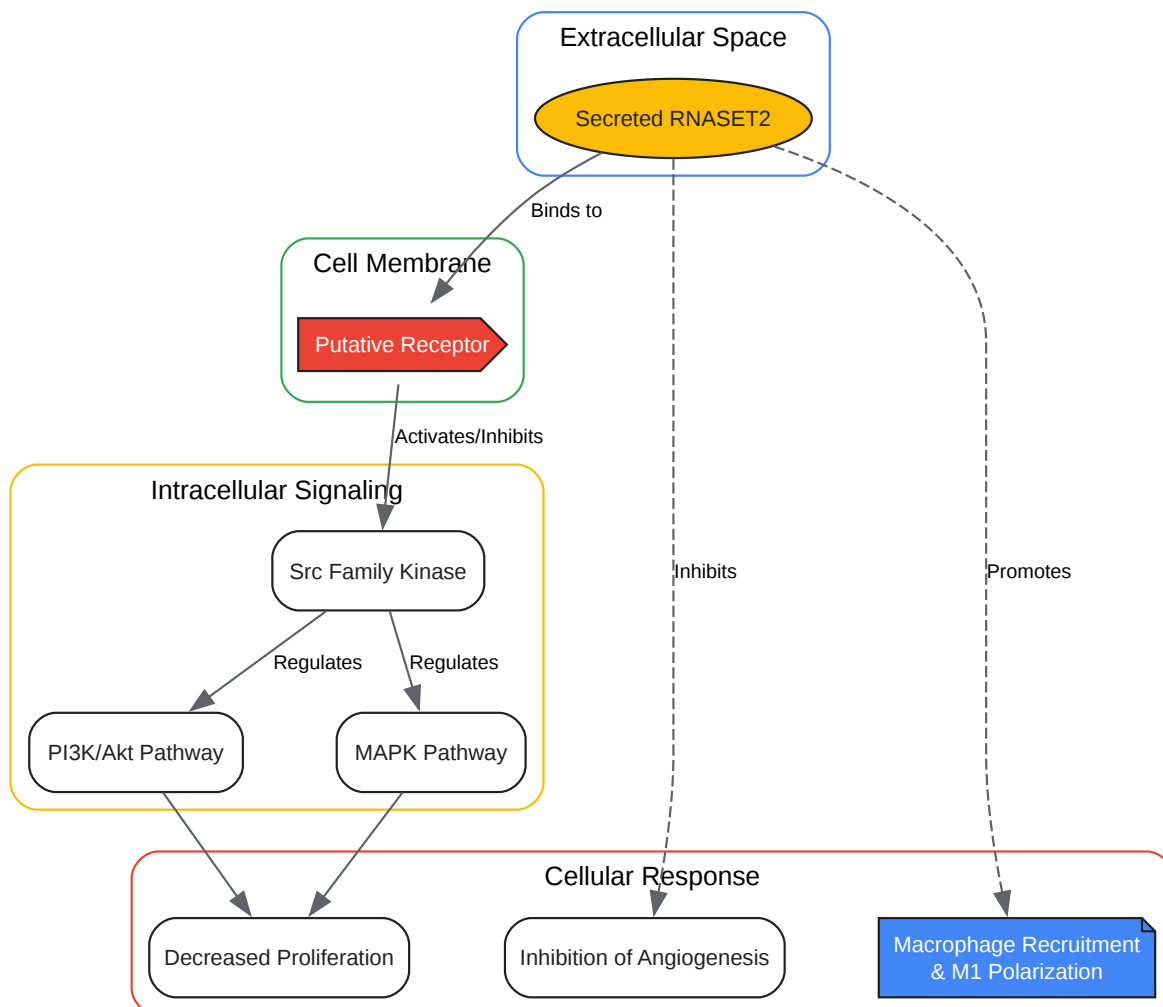 Extracellular Space
Secreted RNASET2
Binds to
Cell Membrane
Putative Receptor
Activates/Inhibits
Intracellular Signaling
Src Family Kinase
Inhibits
Promotes
Regulates
Regulates
PI3K/Akt Pathway
MAPK Pathway
Cellular Response
Decreased Proliferation
Inhibition of Angiogenesis
Macrophage Recruitment
& M1 Polarization